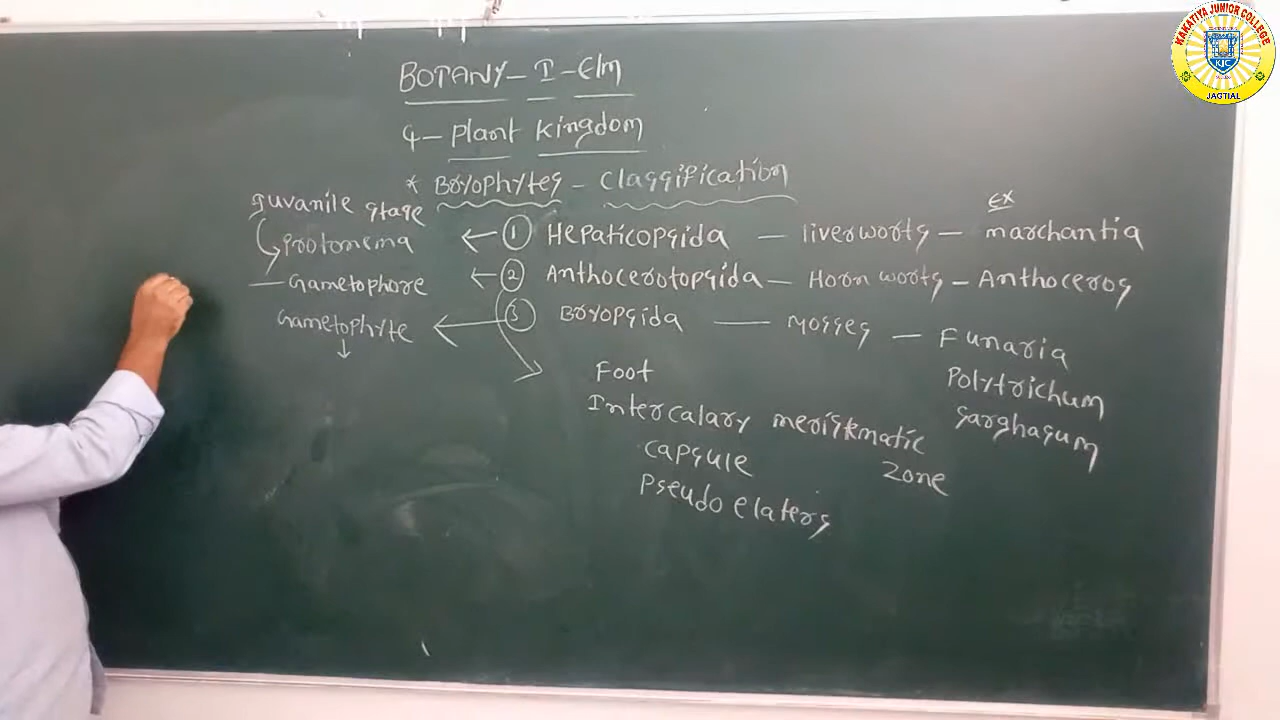 BOTANY - I - E/m
4 - Plant Kingdom
* Bryophytes - Classification
Juvanile stage
Protonema
Gametophore
Gametophyte
Ex
① Hepaticopsida - liverworts - marchantia
② Anthocerotopsida - Horn worts - Anthoceros
③ Bryopsida - Mosses - Funaria
Polytrichum
sarghasum
Foot
Intercalary meristematic
zone
capsule
Pseudo elaters
KAKATIYA JUNIOR COLLEGE
KJC
JAGTIAL